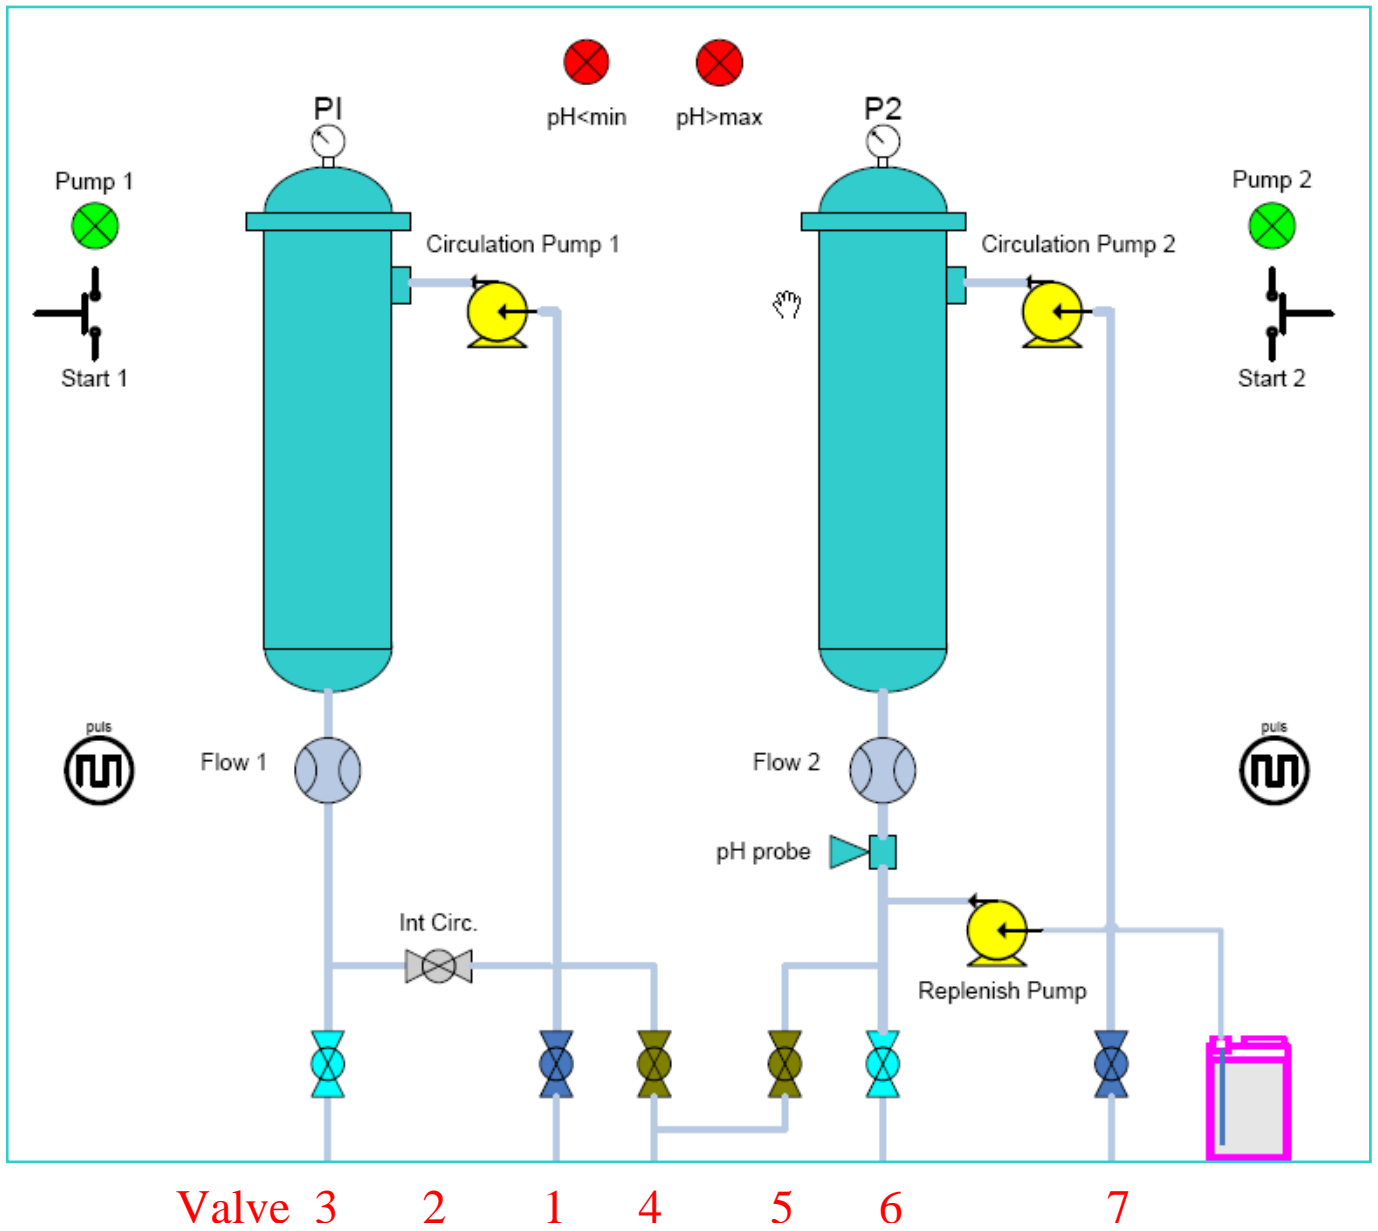 PI
P2
pH<min
pH>max
Pump 1
Pump 2
Circulation Pump 1
Circulation Pump 2
Start 1
Start 2
puls
puls
Flow 1
Flow 2
pH probe
Int Circ.
Replenish Pump
Valve 3 2 1 4 5 6 7